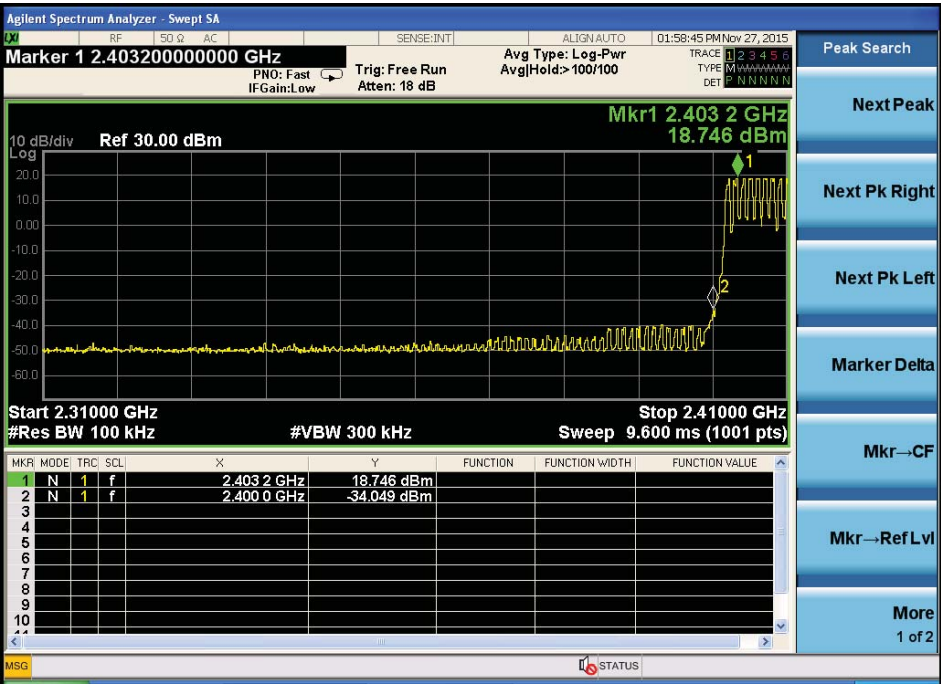 Agilent Spectrum Analyzer - Swept SA
LXI RF 50 Ω AC SENSE:INT ALIGN AUTO 01:58:45 PM Nov 27, 2015
Marker 1 2.403200000000 GHz
PNO: Fast
IFGain:Low
Trig: Free Run
Atten: 18 dB
Avg Type: Log-Pwr
Avg|Hold:>100/100
TRACE 1 2 3 4 5 6
TYPE M WWWWW
DET P N N N N N
Mkr1 2.403 2 GHz
18.746 dBm
10 dB/div Ref 30.00 dBm
Log
1
20.0
10.0
0.00
-10.0
-20.0
2
-30.0
-40.0
-50.0
-60.0
Start 2.31000 GHz Stop 2.41000 GHz
#Res BW 100 kHz #VBW 300 kHz Sweep 9.600 ms (1001 pts)
MKR MODE TRC SCL X Y FUNCTION FUNCTION WIDTH FUNCTION VALUE
1 N 1 f 2.403 2 GHz 18.746 dBm
2 N 1 f 2.400 0 GHz -34.049 dBm
3
4
5
6
7
8
9
10
11
MSG STATUS
Peak Search
Next Peak
Next Pk Right
Next Pk Left
Marker Delta
Mkr→CF
Mkr→Ref Lvl
More
1 of 2